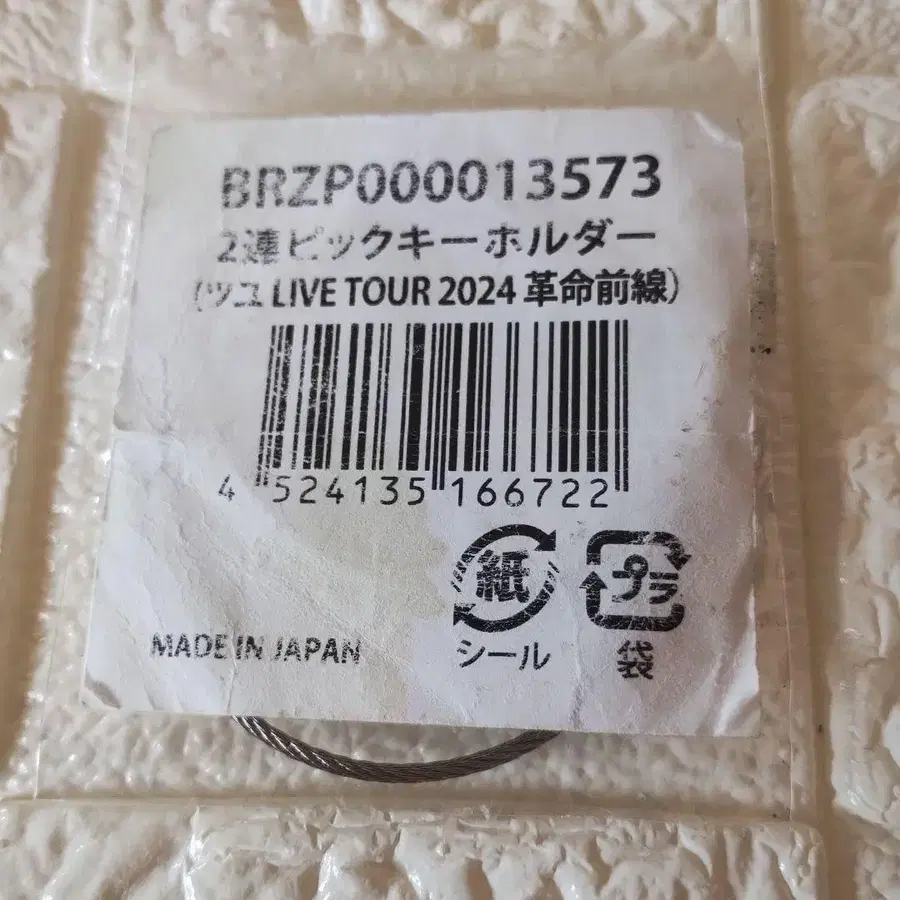 BRZP000013573
2連ピックキーホルダー
(ツユ LIVE TOUR 2024 革命前線)
4 524135 166722
紙 プラ
シール 袋
MADE IN JAPAN